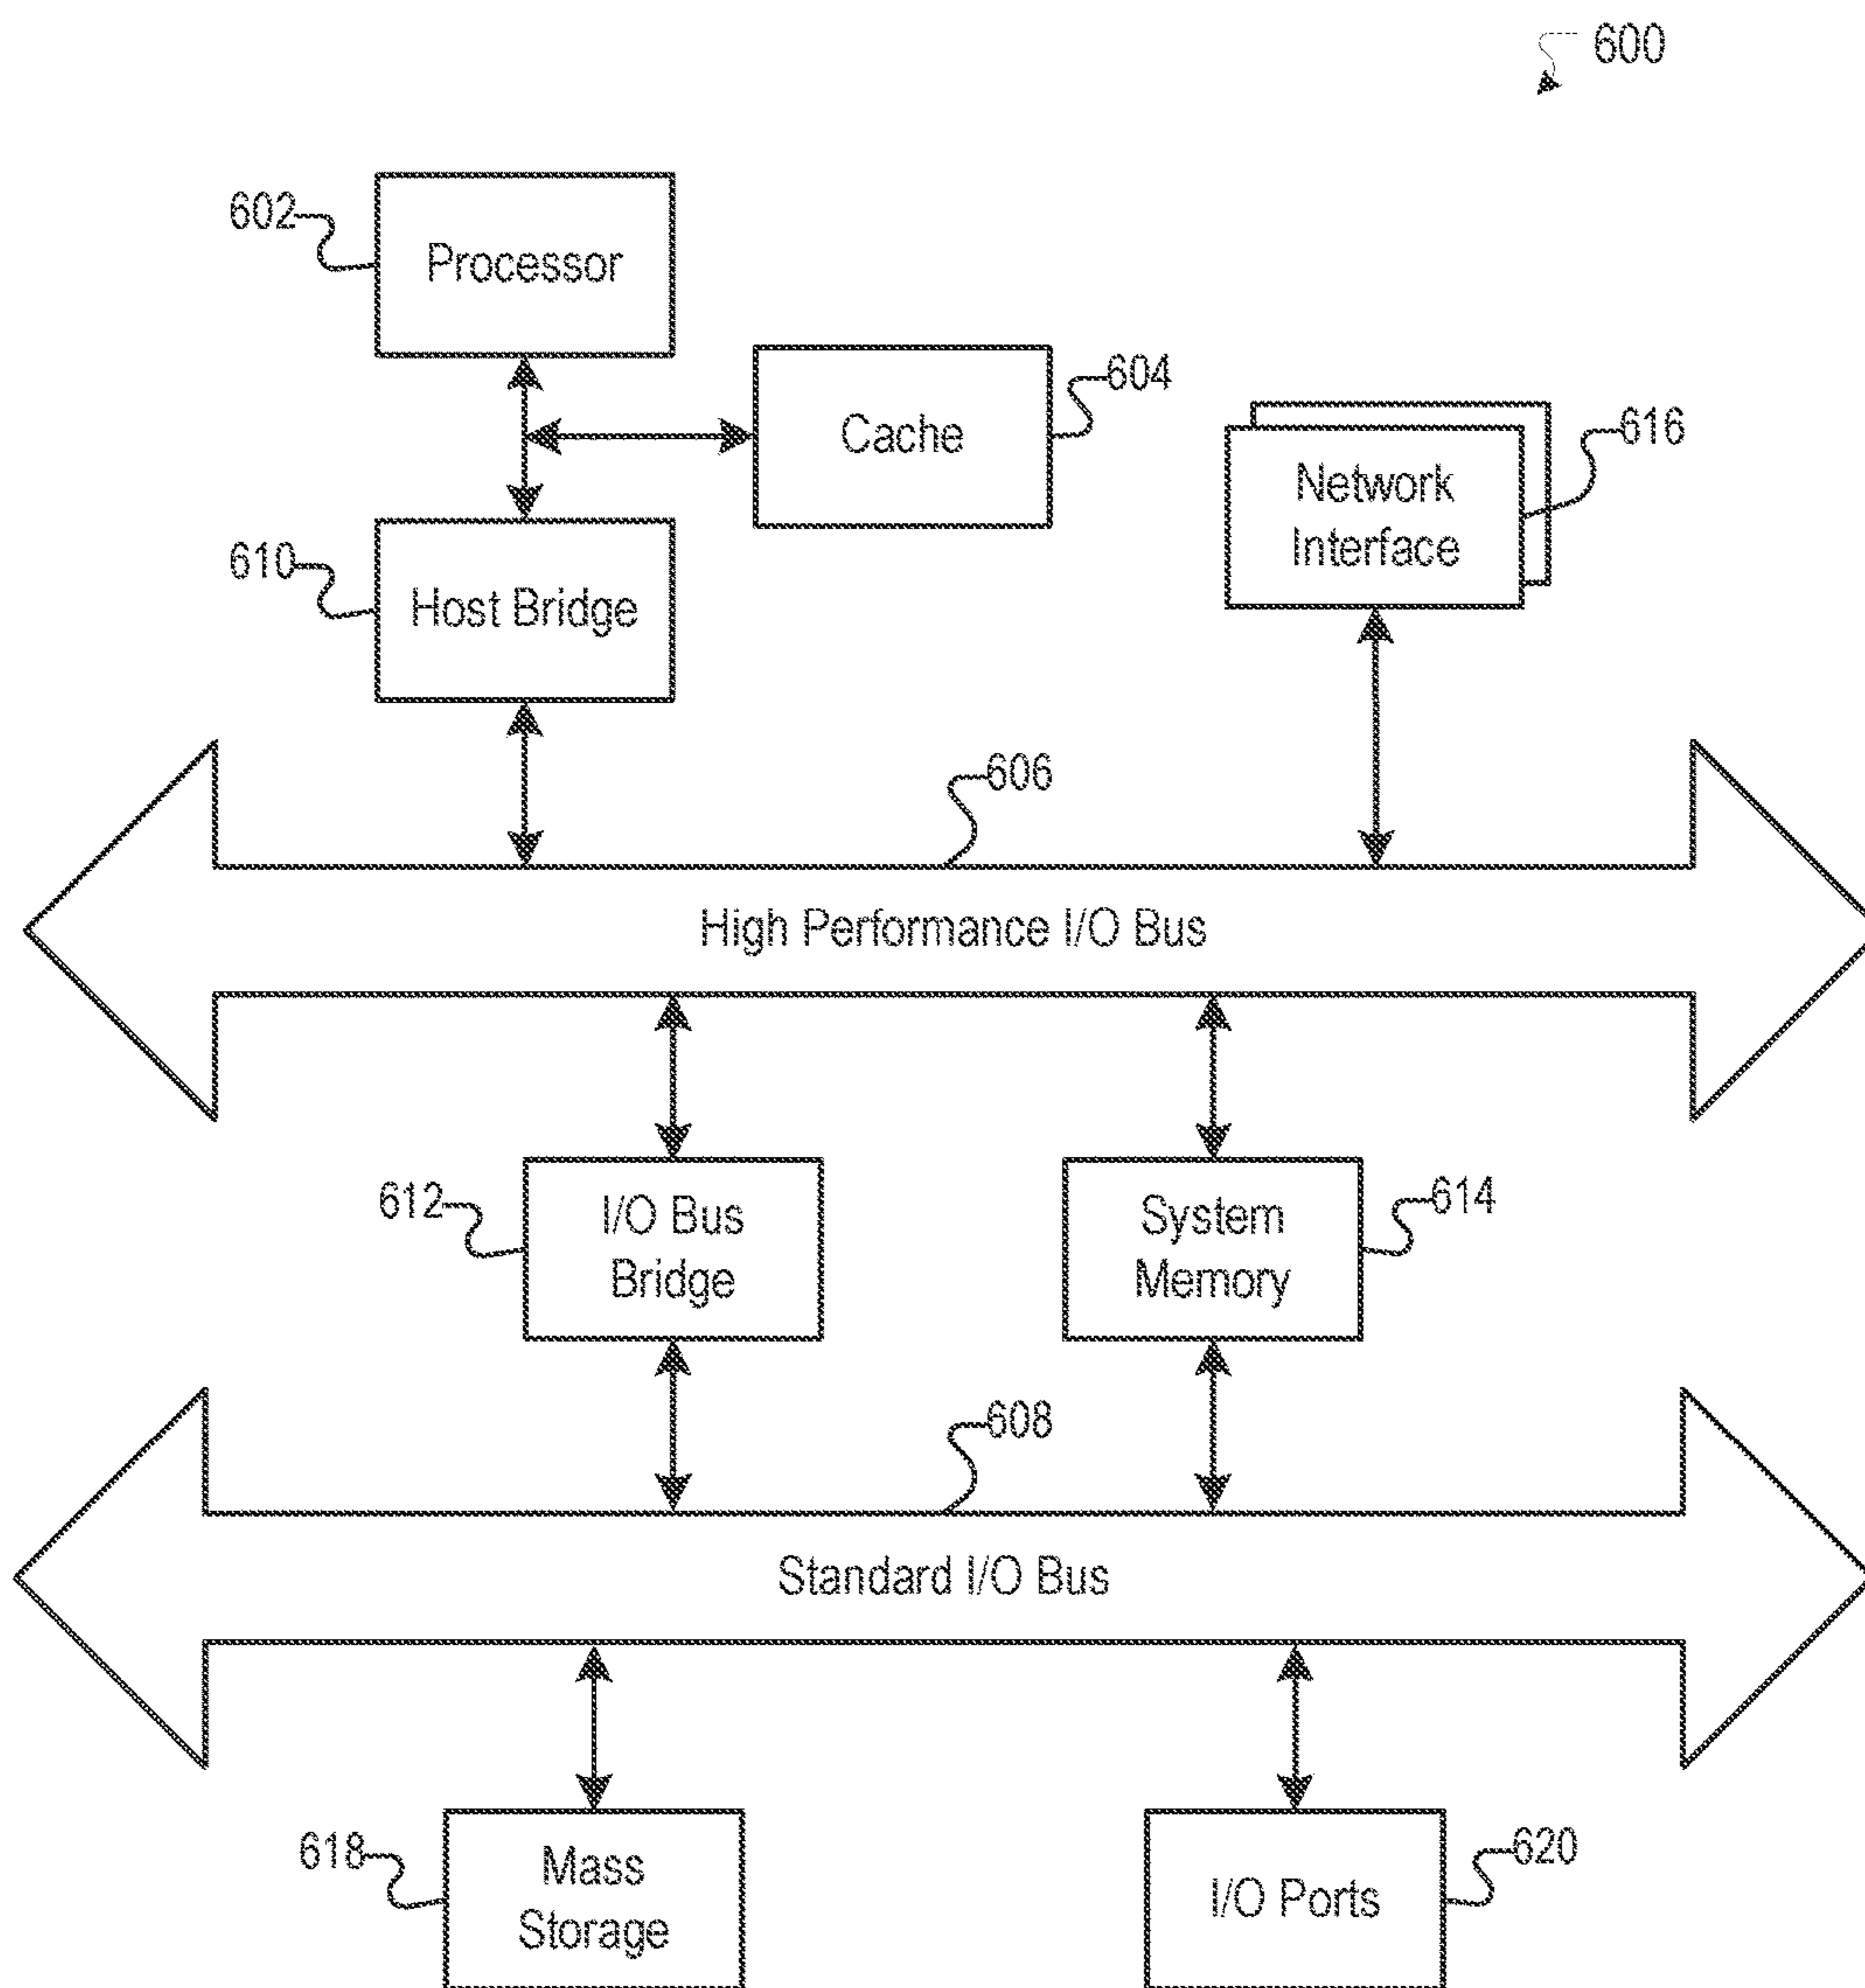 600
602
Processor
604
Cache
616
Network
Interface
610
Host Bridge
606
High Performance I/O Bus
612
I/O Bus
Bridge
614
System
Memory
608
Standard I/O Bus
618
Mass
Storage
620
I/O Ports